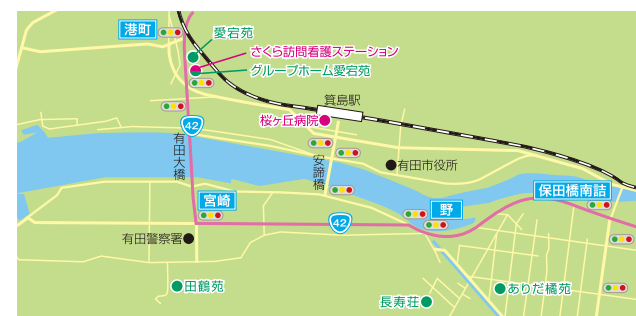 港町
愛宕苑
さくら訪問看護ステーション
グループホーム愛宕苑
箕島駅
桜ヶ丘病院
42
有田大橋
安諦橋
有田市役所
保田橋南詰
宮崎
野
42
有田警察署
田鶴苑
長寿荘
ありだ橘苑